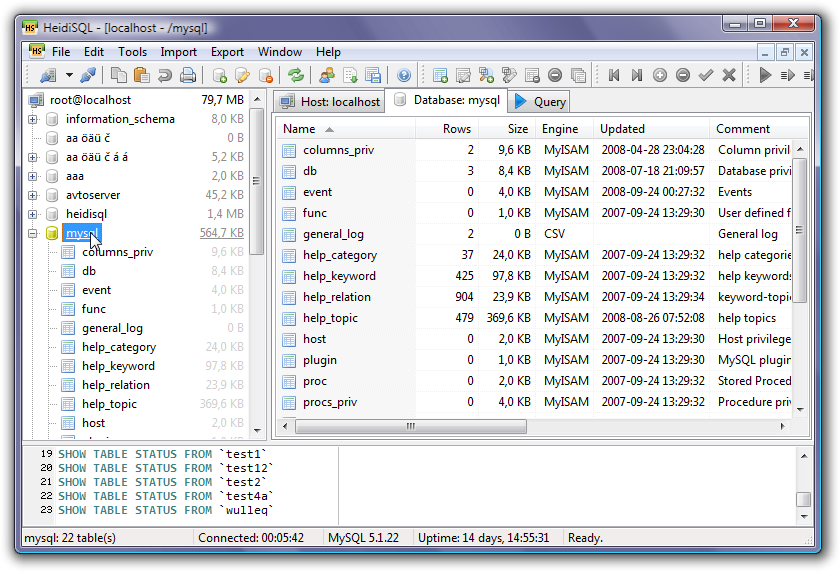 HeidiSQL - [localhost - /mysql]
File Edit Tools Import Export Window Help
root@localhost 79,7 MB
information_schema 8,0 KB
aa öäü č 0 B
aa öäü č á á 5,2 KB
aaa 2,0 KB
avtoserver 45,2 KB
heidisql 1,4 MB
mysql 564,7 KB
columns_priv 9,6 KB
db 8,4 KB
event 4,0 KB
func 1,0 KB
general_log 0 B
help_category 24,0 KB
help_keyword 97,8 KB
help_relation 23,9 KB
help_topic 369,6 KB
host 2,0 KB
Host: localhost Database: mysql Query
Name Rows Size Engine Updated Comment
columns_priv 2 9,6 KB MyISAM 2008-04-28 23:04:28 Column privil
db 3 8,4 KB MyISAM 2008-07-18 21:09:57 Database privi
event 0 4,0 KB MyISAM 2008-09-24 00:27:32 Events
func 0 1,0 KB MyISAM 2007-09-24 13:29:30 User defined f
general_log 2 0 B CSV General log
help_category 37 24,0 KB MyISAM 2007-09-24 13:29:32 help categorie
help_keyword 425 97,8 KB MyISAM 2007-09-24 13:29:32 help keywords
help_relation 904 23,9 KB MyISAM 2007-09-24 13:29:34 keyword-topi
help_topic 479 369,6 KB MyISAM 2008-08-26 07:52:08 help topics
host 0 2,0 KB MyISAM 2007-09-24 13:29:30 Host privilege
plugin 0 1,0 KB MyISAM 2007-09-24 13:29:30 MySQL plugin
proc 0 2,0 KB MyISAM 2007-09-24 13:29:32 Stored Proced
procs_priv 0 4,0 KB MyISAM 2007-09-24 13:29:32 Procedure priv
19 SHOW TABLE STATUS FROM `test1`
20 SHOW TABLE STATUS FROM `test12`
21 SHOW TABLE STATUS FROM `test2`
22 SHOW TABLE STATUS FROM `test4a`
23 SHOW TABLE STATUS FROM `wulleq`
mysql: 22 table(s) Connected: 00:05:42 MySQL 5.1.22 Uptime: 14 days, 14:55:31 Ready.